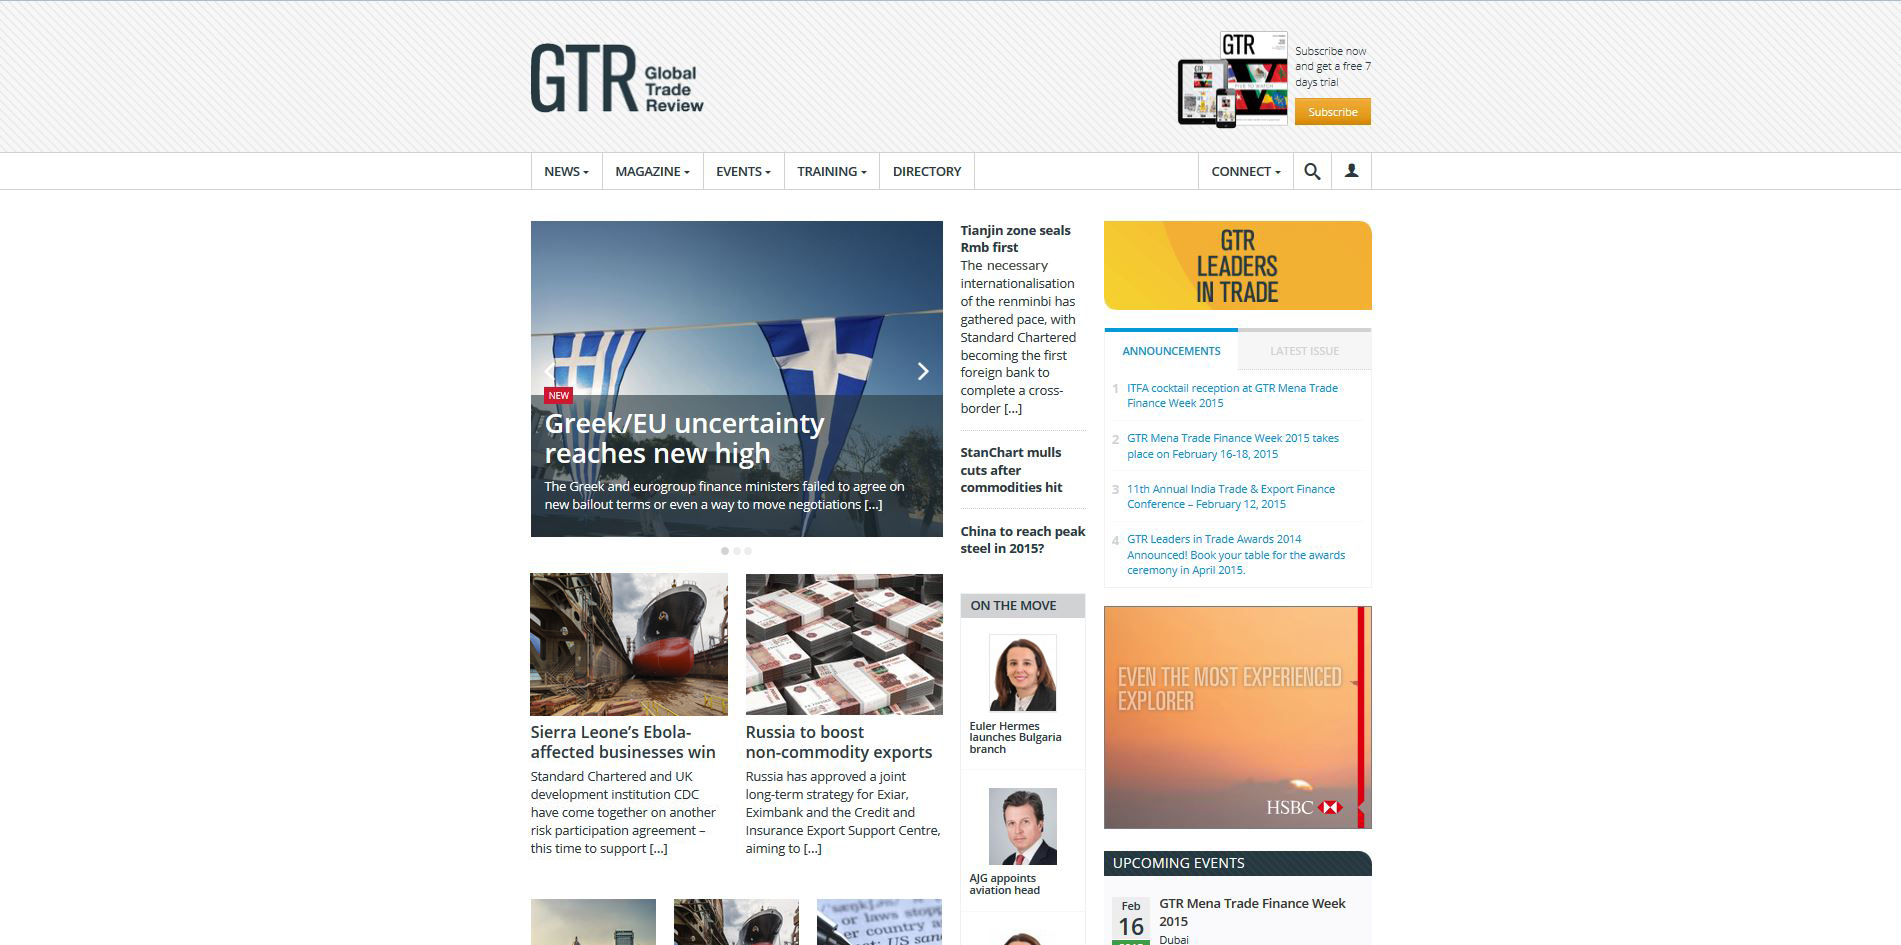 GTR
Global
Trade
Review
GTR
Subscribe now
and get a free 7
days trial
Subscribe
NEWS
MAGAZINE
EVENTS
TRAINING
DIRECTORY
CONNECT
NEW
Greek/EU uncertainty
reaches new high
The Greek and eurogroup finance ministers failed to agree on
new bailout terms or even a way to move negotiations [...]
Sierra Leone’s Ebola-
affected businesses win
Standard Chartered and UK
development institution CDC
have come together on another
risk participation agreement –
this time to support [...]
Russia to boost
non-commodity exports
Russia has approved a joint
long-term strategy for Exiar,
Eximbank and the Credit and
Insurance Export Support Centre,
aiming to [...]
or laws stopp
er country a
US san
Tianjin zone seals
Rmb first
The necessary
internationalisation
of the renminbi has
gathered pace, with
Standard Chartered
becoming the first
foreign bank to
complete a cross-
border [...]
StanChart mulls
cuts after
commodities hit
China to reach peak
steel in 2015?
ON THE MOVE
Euler Hermes
launches Bulgaria
branch
AJG appoints
aviation head
GTR
LEADERS
IN TRADE
ANNOUNCEMENTS
LATEST ISSUE
1 ITFA cocktail reception at GTR Mena Trade
Finance Week 2015
2 GTR Mena Trade Finance Week 2015 takes
place on February 16-18, 2015
3 11th Annual India Trade & Export Finance
Conference – February 12, 2015
4 GTR Leaders in Trade Awards 2014
Announced! Book your table for the awards
ceremony in April 2015.
EVEN THE MOST EXPERIENCED
EXPLORER
HSBC
UPCOMING EVENTS
Feb
16
GTR Mena Trade Finance Week
2015
Dubai